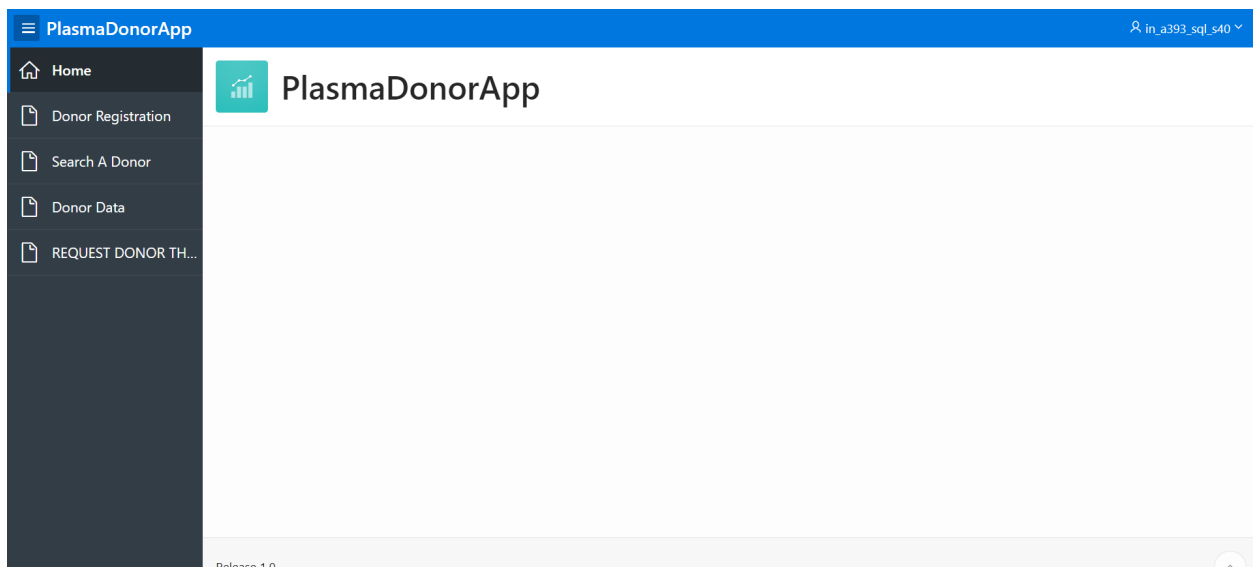 PlasmaDonorApp
in_a393_sql_s40
Home
PlasmaDonorApp
Donor Registration
Search A Donor
Donor Data
REQUEST DONOR TH...
Release 1.0